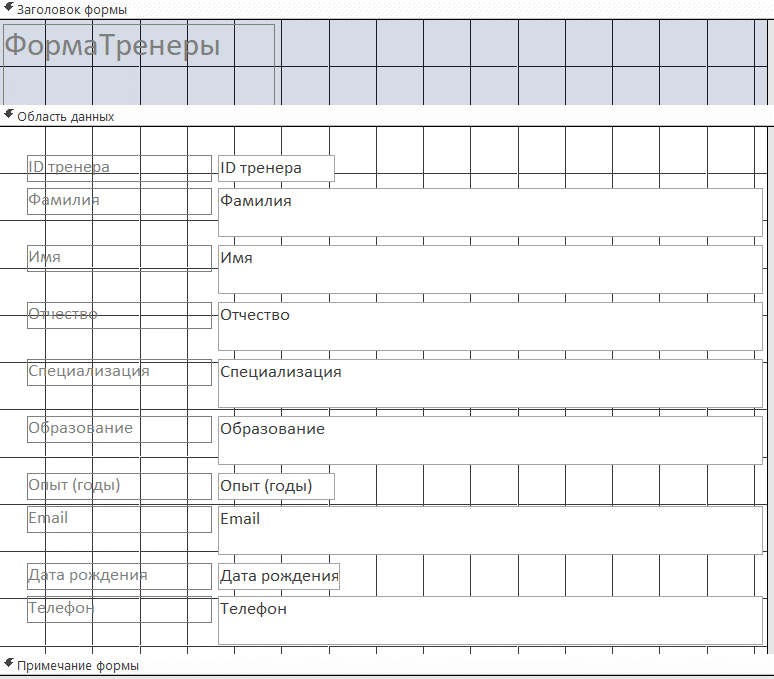 Заголовок формы
ФормаТренеры
Область данных
ID тренера ID тренера
Фамилия Фамилия
Имя Имя
Отчество Отчество
Специализация Специализация
Образование Образование
Опыт (годы) Опыт (годы)
Email Email
Дата рождения Дата рождения
Телефон Телефон
Примечание формы